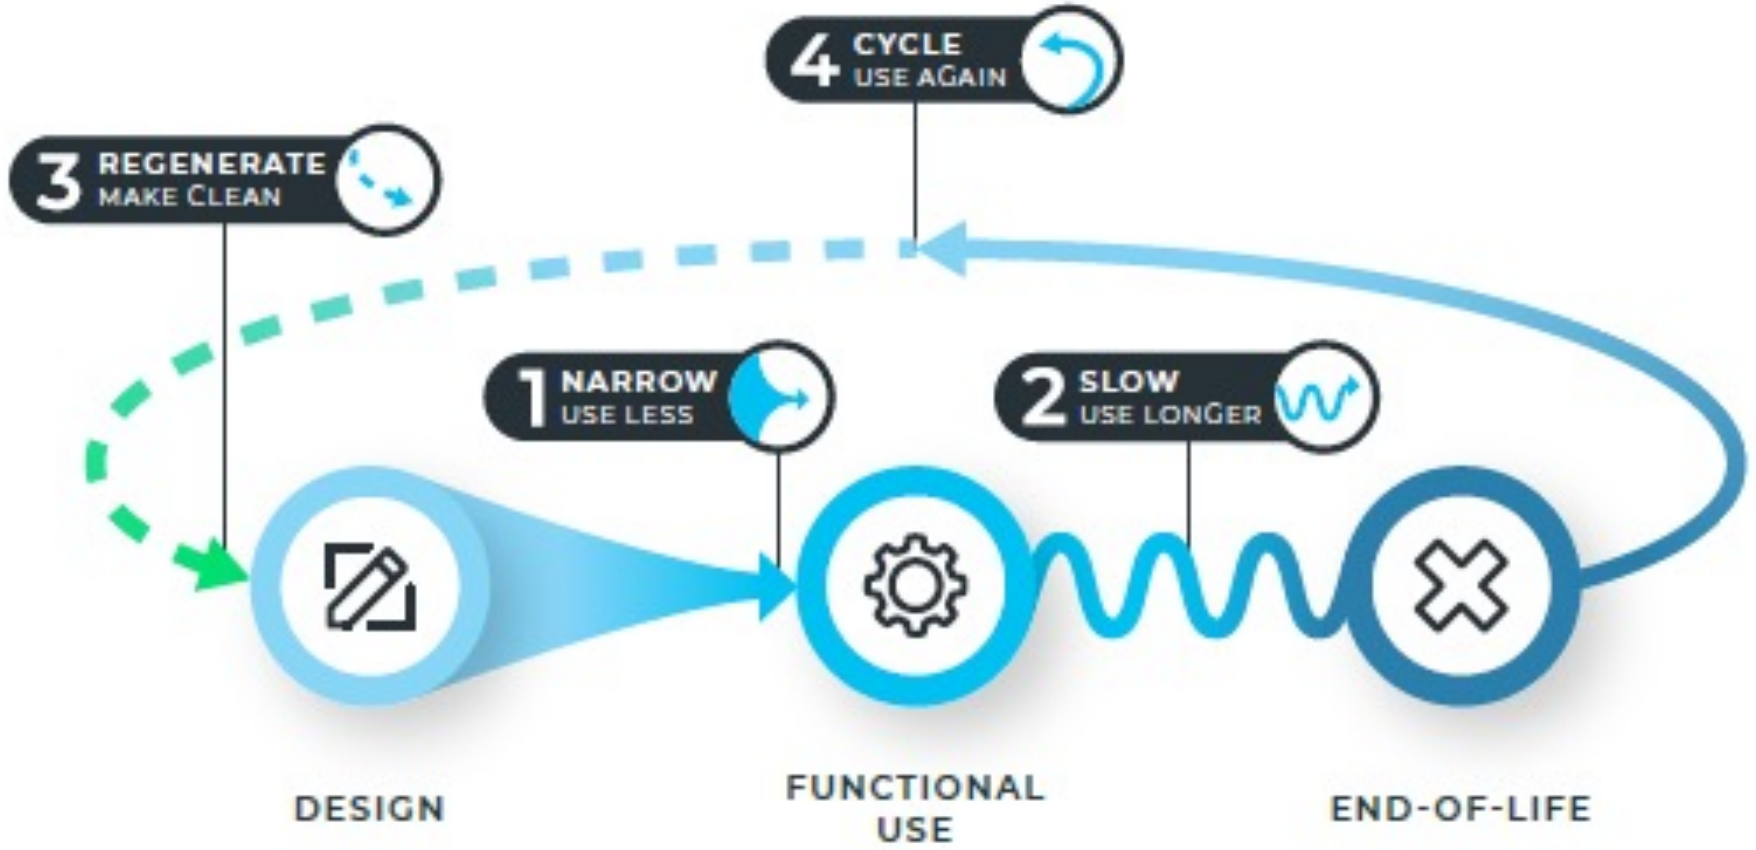 4 CYCLE
USE AGAIN
3 REGENERATE
MAKE CLEAN
1 NARROW
USE LESS
2 SLOW
USE LONGER
DESIGN
FUNCTIONAL
USE
END-OF-LIFE